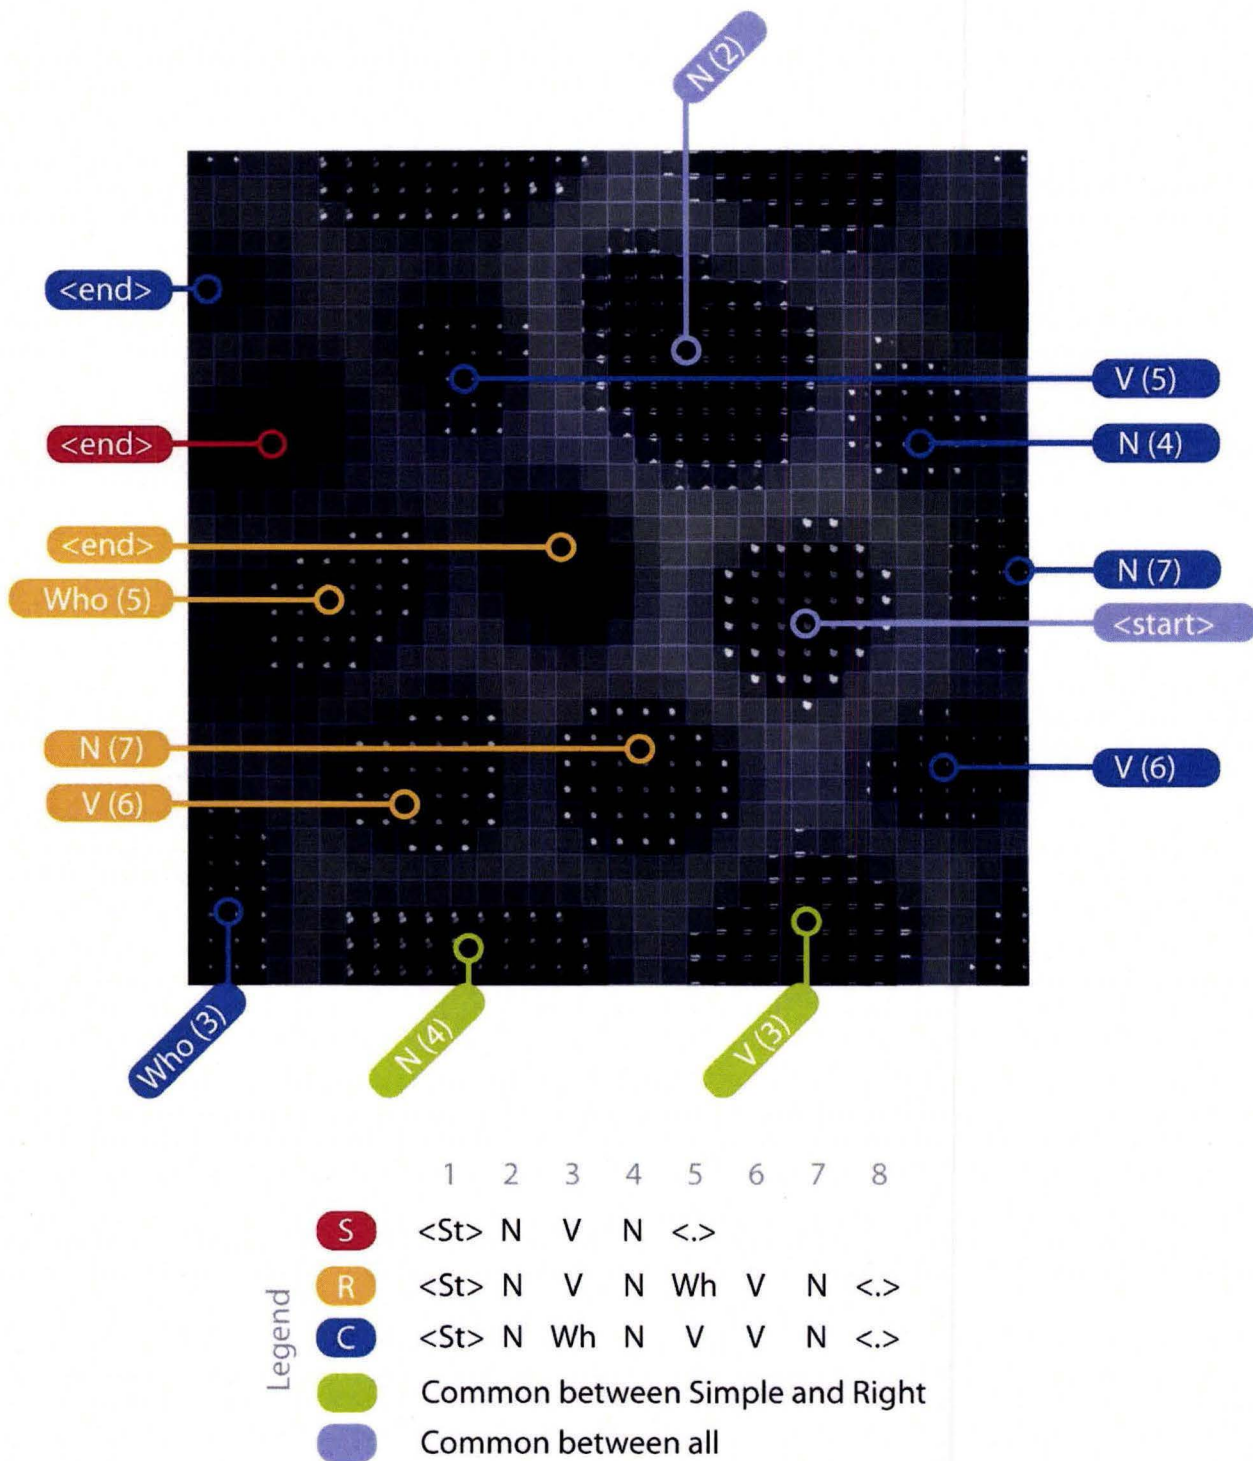 N (2)
<end>
V (5)
<end>
N (4)
<end>
N (7)
Who (5)
<start>
N (7)
V (6)
V (6)
Who (3)
N (4)
V (3)
1 2 3 4 5 6 7 8
S <St> N V N <.>
R <St> N V N Wh V N <.>
C <St> N Wh N V V N <.>
Legend
Common between Simple and Right
Common between all